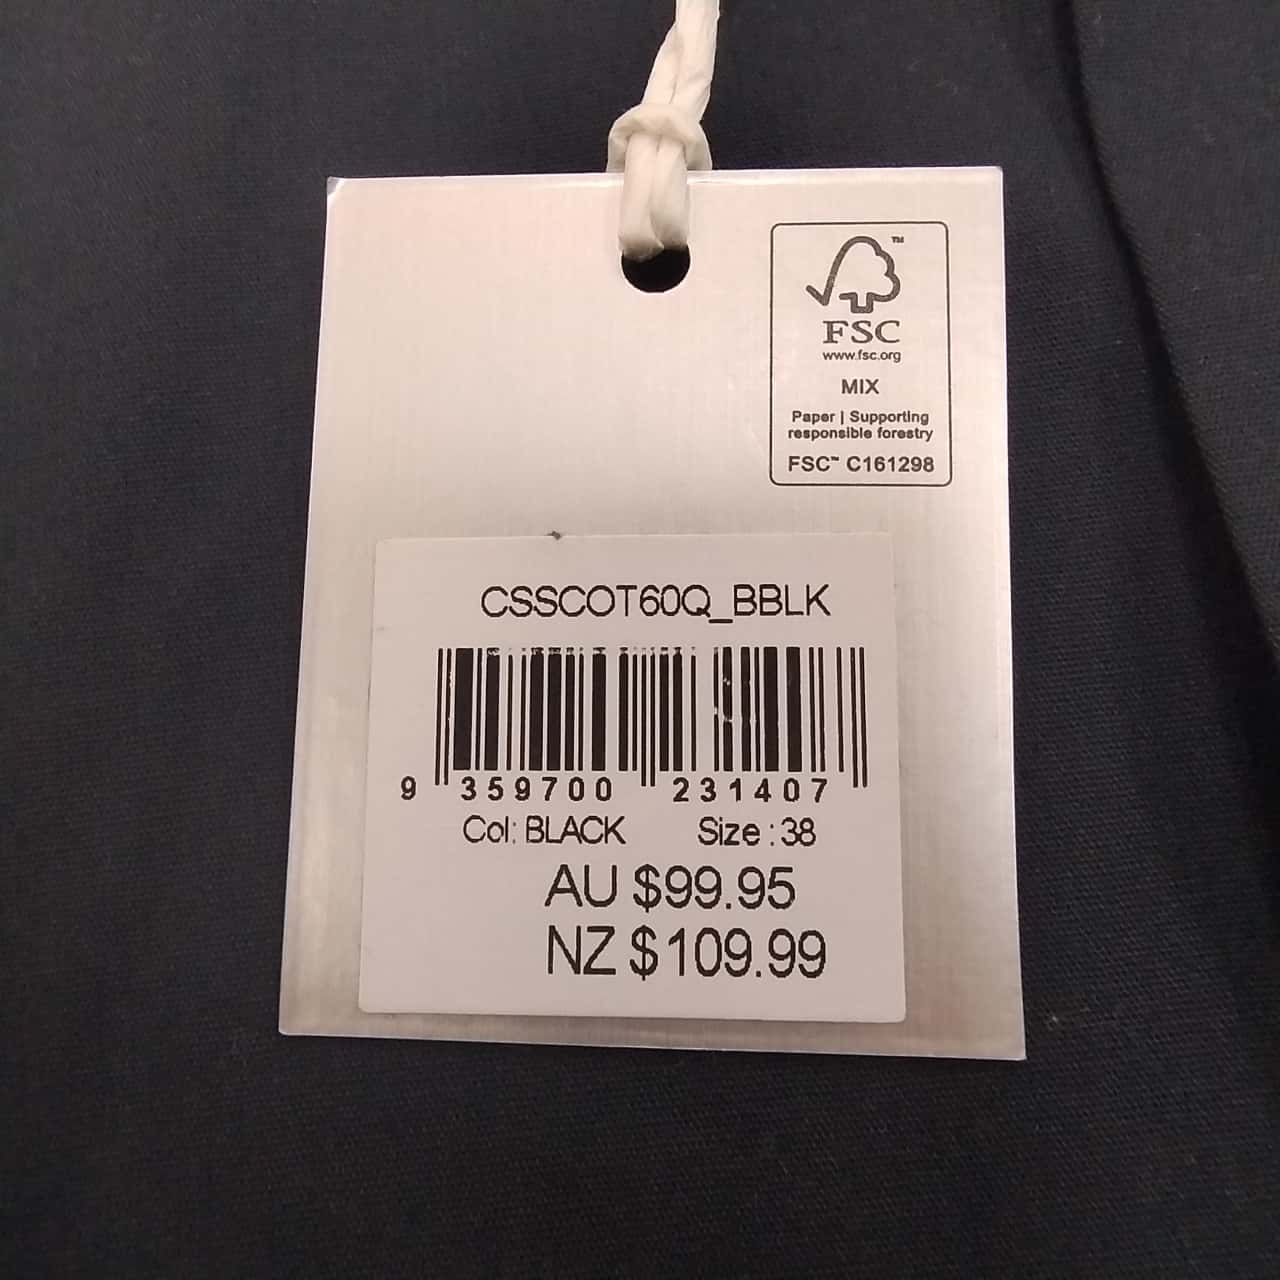 TM
FSC
www.fsc.org
MIX
Paper | Supporting
responsible forestry
FSC™ C161298
CSSCOT60Q_BBLK
9 359700 231407
Col: BLACK Size : 38
AU $99.95
NZ $109.99